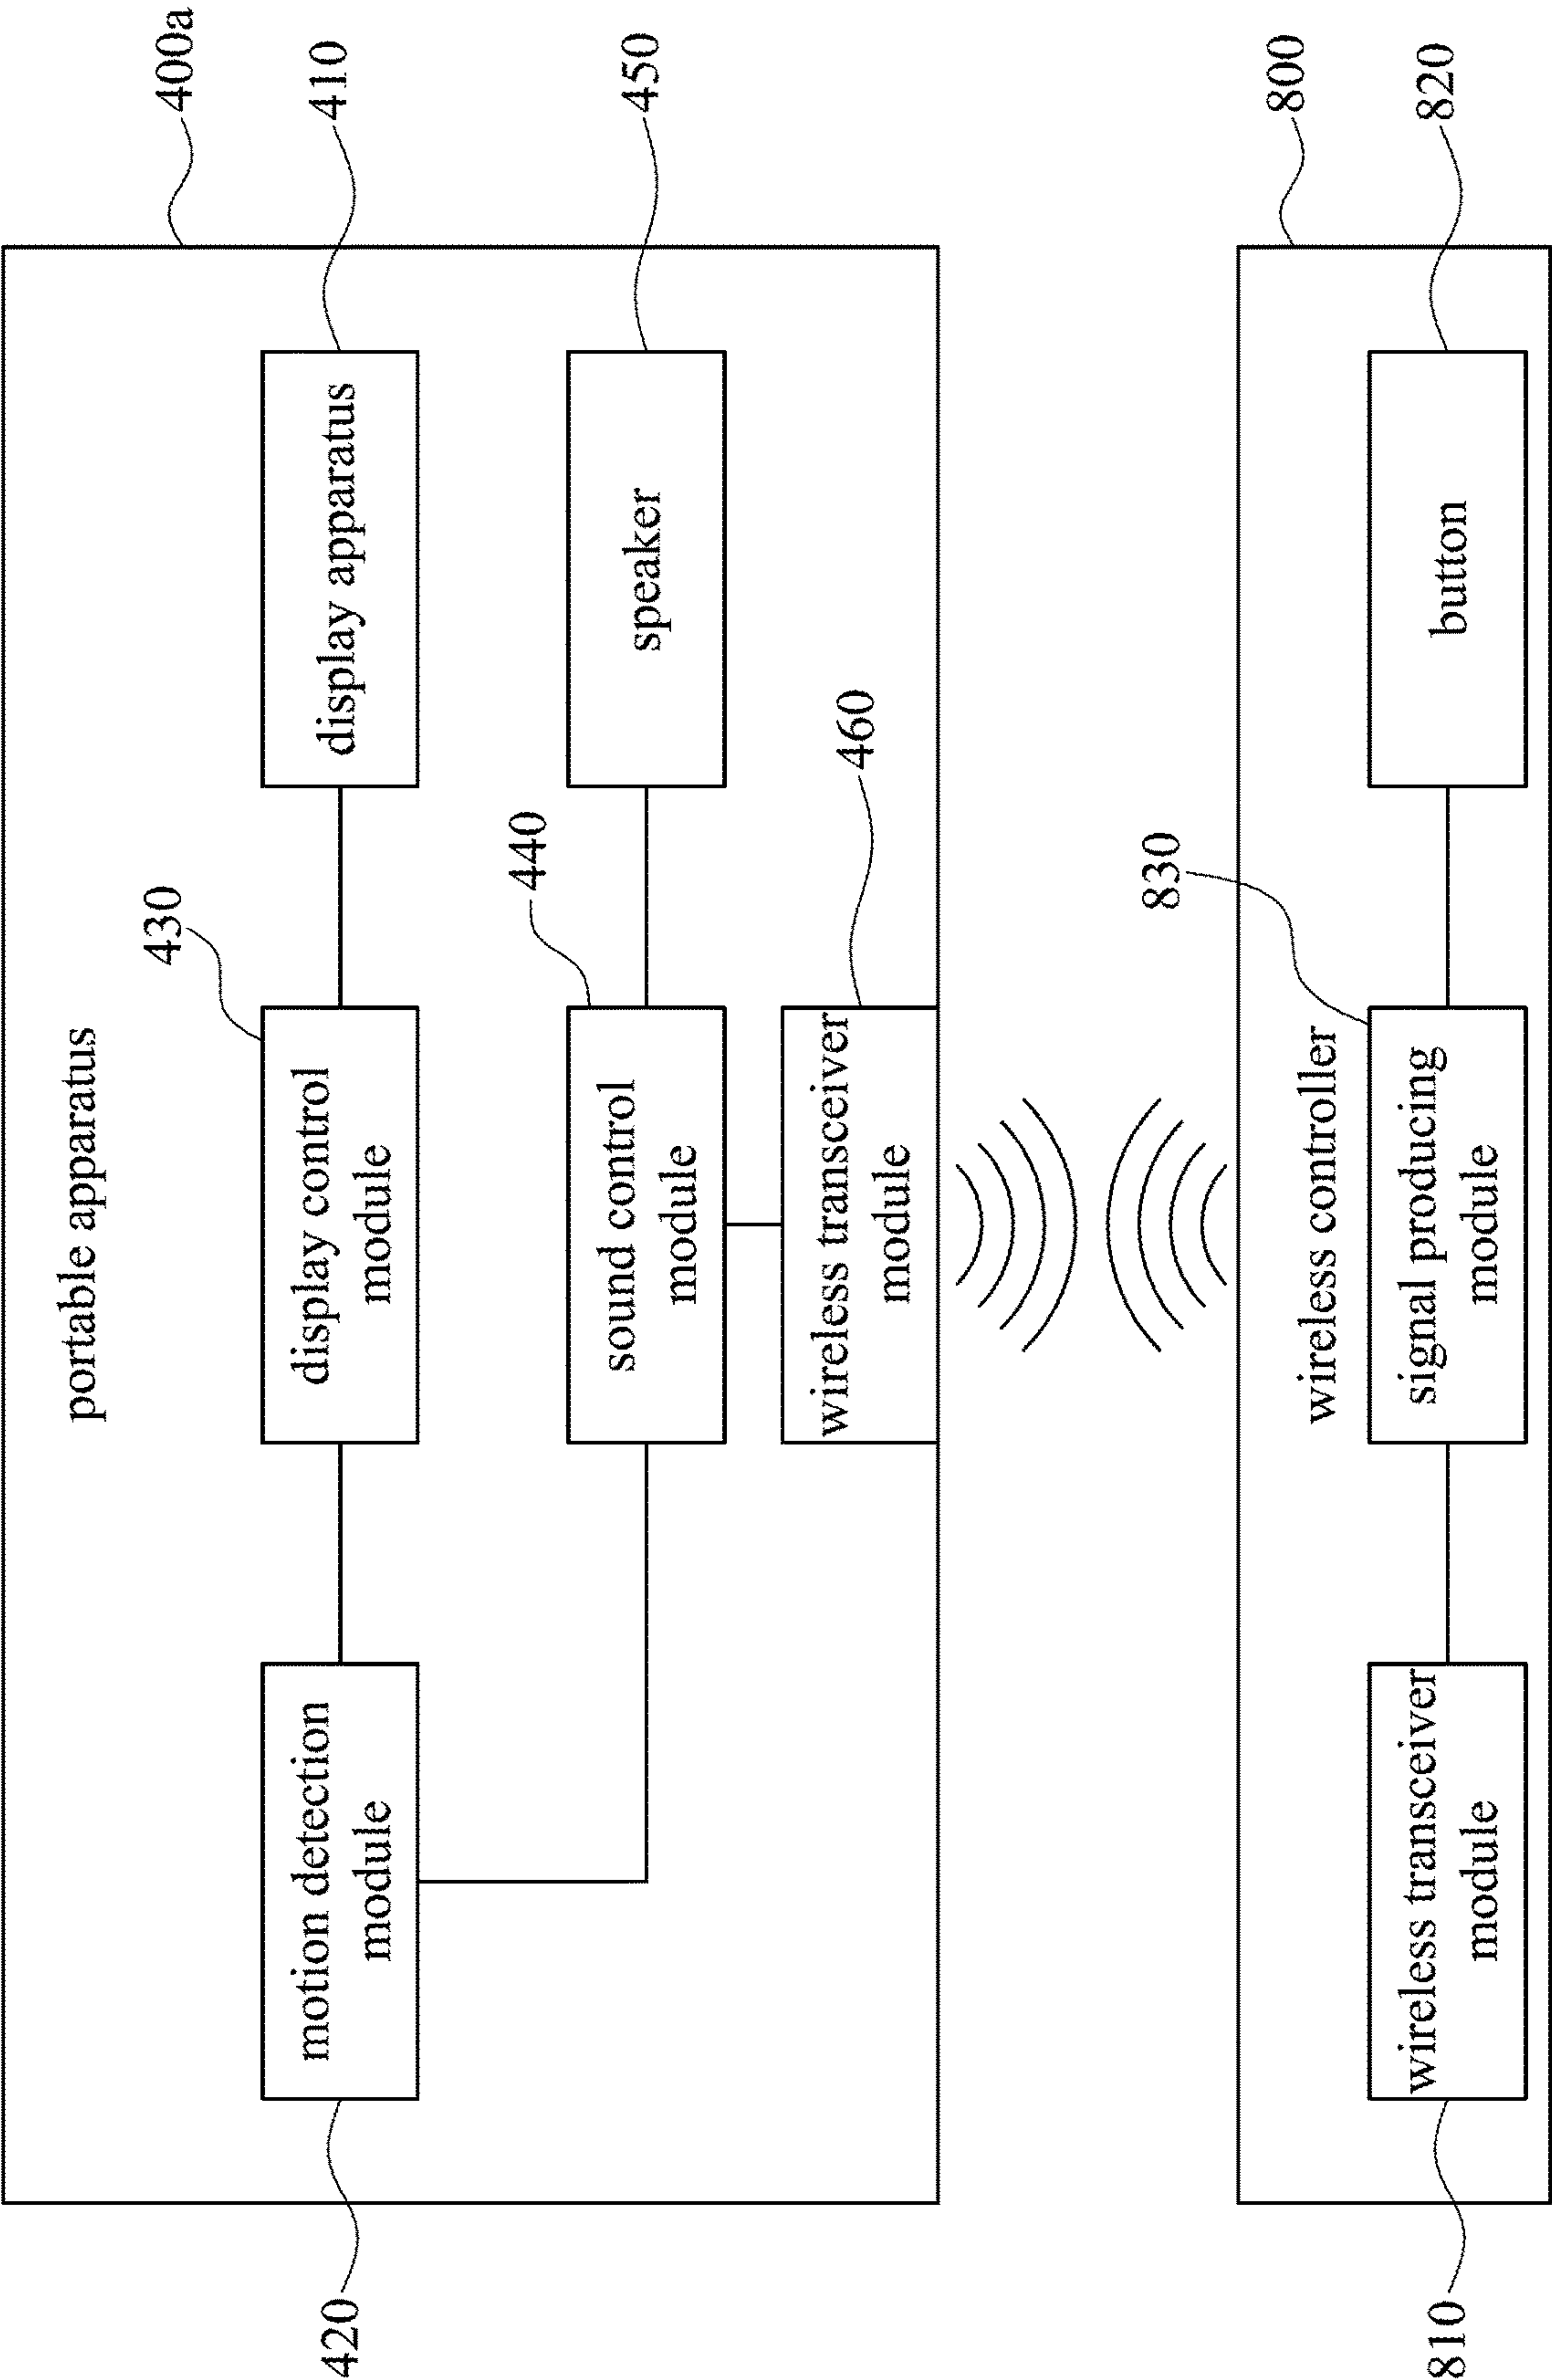 400a
portable apparatus
430
420
motion detection
module
display control
module
display apparatus
410
440
sound control
module
speaker
450
wireless transceiver
module
460
800
wireless controller
830
810
wireless transceiver
module
signal producing
module
button
820